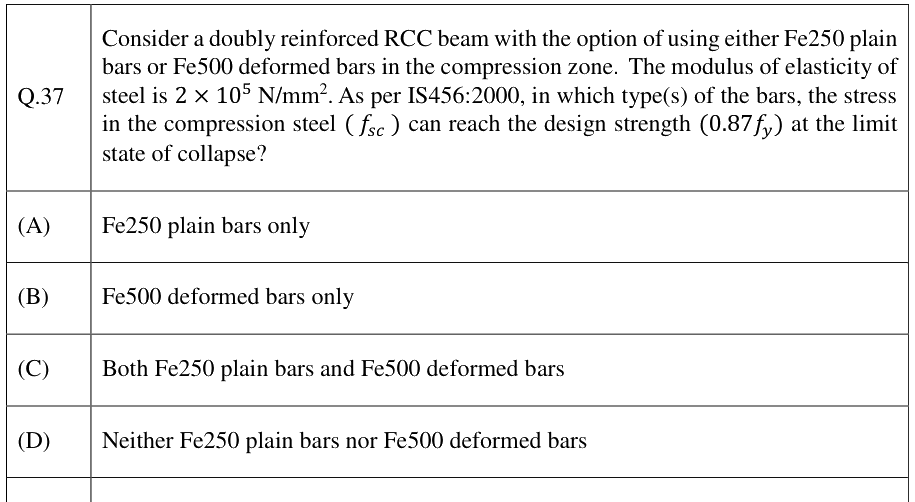 Q.37
Consider a doubly reinforced RCC beam with the option of using either Fe250 plain
bars or Fe500 deformed bars in the compression zone. The modulus of elasticity of
steel is 2 × 10⁵ N/mm². As per IS456:2000, in which type(s) of the bars, the stress
in the compression steel ( f_sc ) can reach the design strength (0.87f_y) at the limit
state of collapse?
(A) Fe250 plain bars only
(B) Fe500 deformed bars only
(C) Both Fe250 plain bars and Fe500 deformed bars
(D) Neither Fe250 plain bars nor Fe500 deformed bars